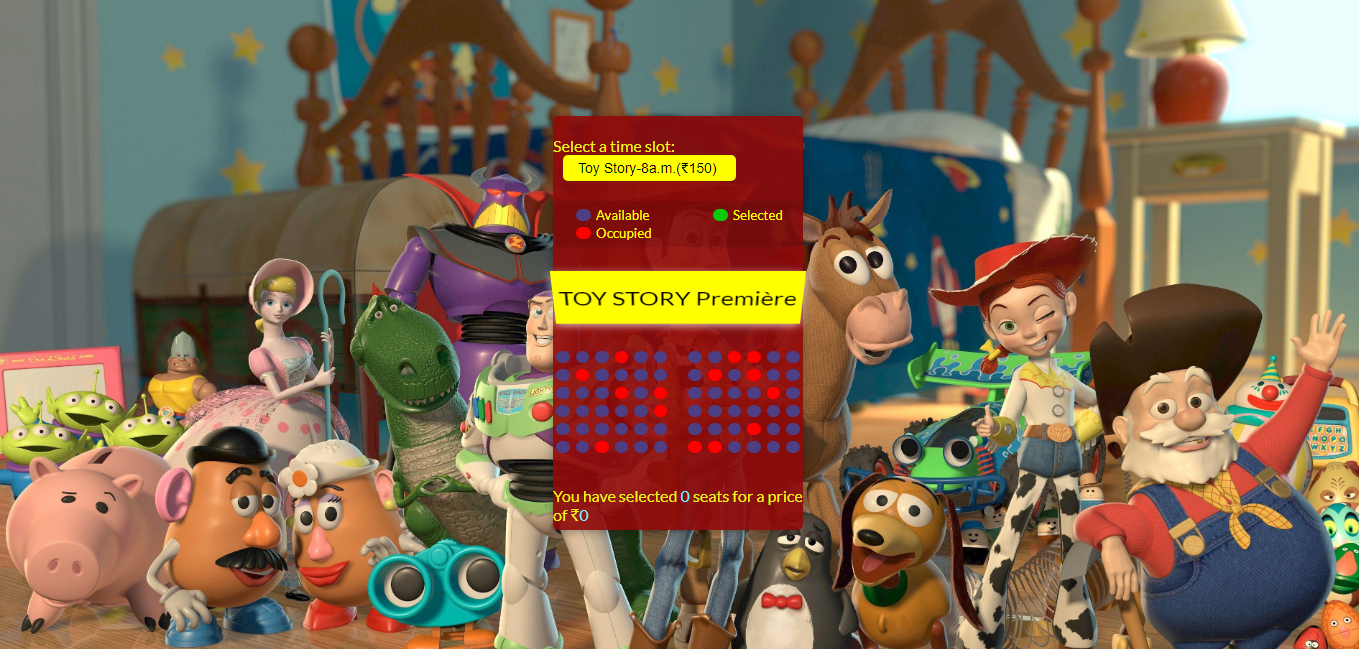 Select a time slot:
Toy Story-8a.m.(₹150)
Available
Selected
Occupied
TOY STORY Première
You have selected 0 seats for a price
of ₹0